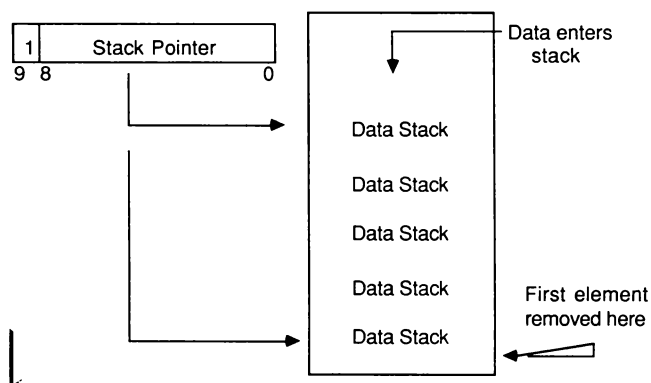 1 Stack Pointer
9 8 0
Data enters
stack
Data Stack
Data Stack
Data Stack
Data Stack
Data Stack
First element
removed here